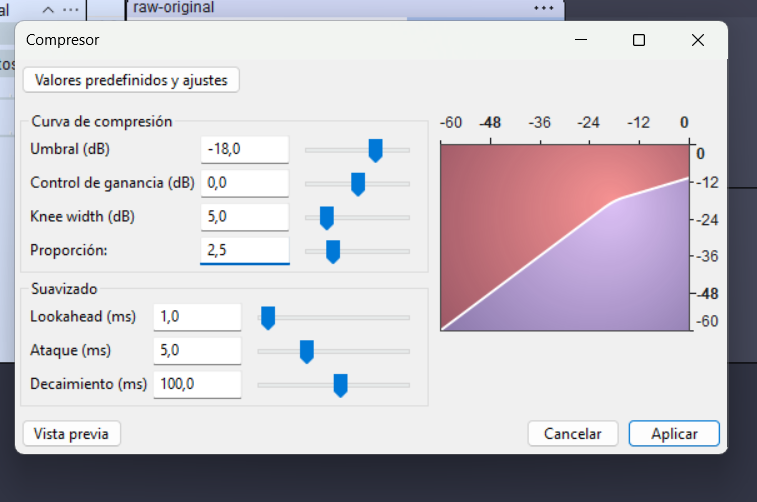 al
raw-original
Compresor
Valores predefinidos y ajustes
Curva de compresión
Umbral (dB) -18,0
Control de ganancia (dB) 0,0
Knee width (dB) 5,0
Proporción: 2,5
Suavizado
Lookahead (ms) 1,0
Ataque (ms) 5,0
Decaimiento (ms) 100,0
-60 -48 -36 -24 -12 0
0
-12
-24
-36
-48
-60
Vista previa
Cancelar
Aplicar